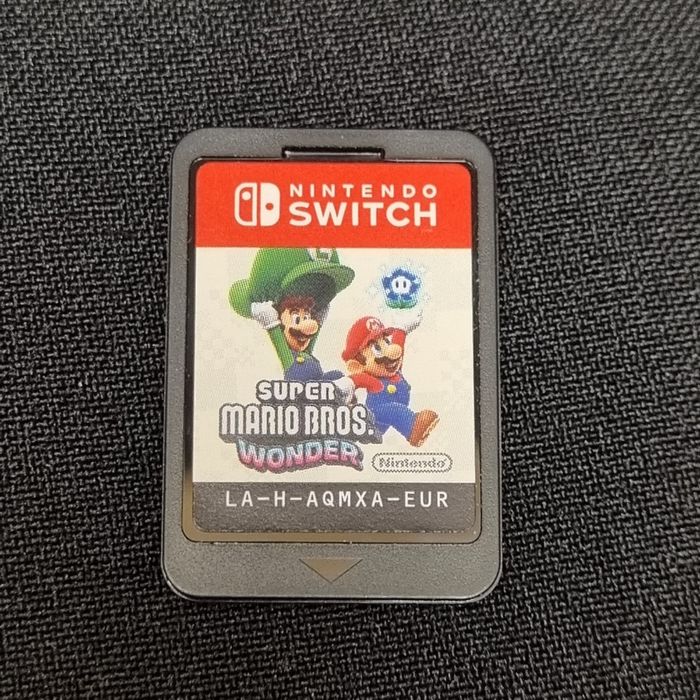 NINTENDO
SWITCH
L
M
SUPER
MARIO BROS.
WONDER
Nintendo
LA-H-AQMXA-EUR